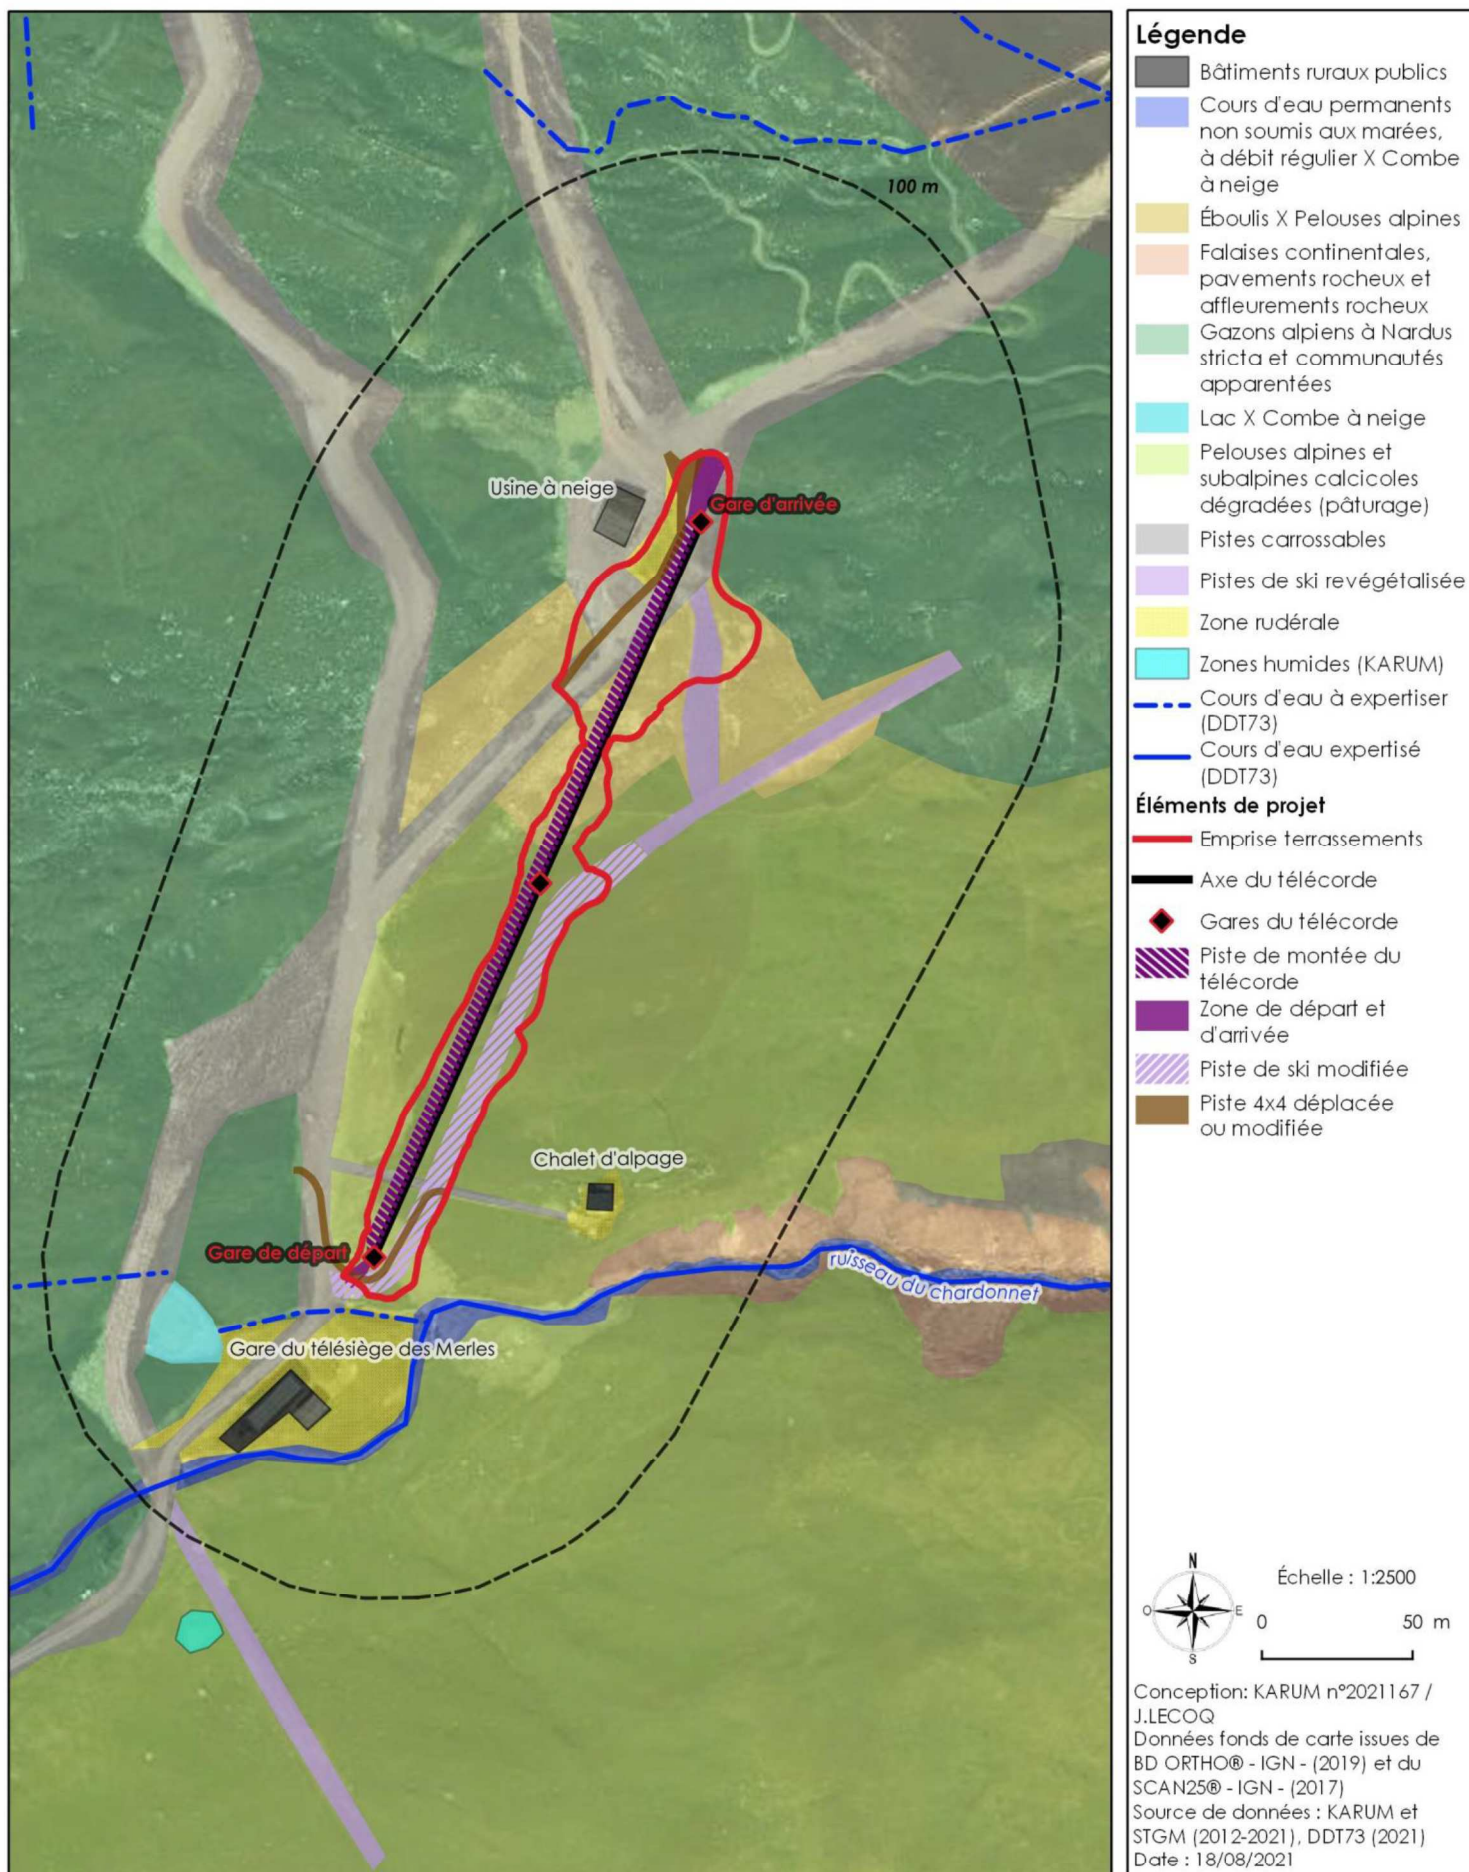 100 m
Usine à neige
Gare d'arrivée
Chalet d'alpage
Gare de départ
ruisseau du chardonnet
Gare du télésiège des Merles
Légende
Bâtiments ruraux publics
Cours d'eau permanents
non soumis aux marées,
à débit régulier X Combe
à neige
Éboulis X Pelouses alpines
Falaises continentales,
pavements rocheux et
affleurements rocheux
Gazons alpiens à Nardus
stricta et communautés
apparentées
Lac X Combe à neige
Pelouses alpines et
subalpines calcicoles
dégradées (pâturage)
Pistes carrossables
Pistes de ski revégétalisée
Zone rudérale
Zones humides (KARUM)
Cours d'eau à expertiser
(DDT73)
Cours d'eau expertisé
(DDT73)
Éléments de projet
Emprise terrassements
Axe du télécorde
Gares du télécorde
Piste de montée du
télécorde
Zone de départ et
d'arrivée
Piste de ski modifiée
Piste 4x4 déplacée
ou modifiée
N
O
E
S
Échelle : 1:2500
0 50 m
Conception: KARUM n°2021167 /
J.LECOQ
Données fonds de carte issues de
BD ORTHO® - IGN - (2019) et du
SCAN25® - IGN - (2017)
Source de données : KARUM et
STGM (2012-2021), DDT73 (2021)
Date : 18/08/2021